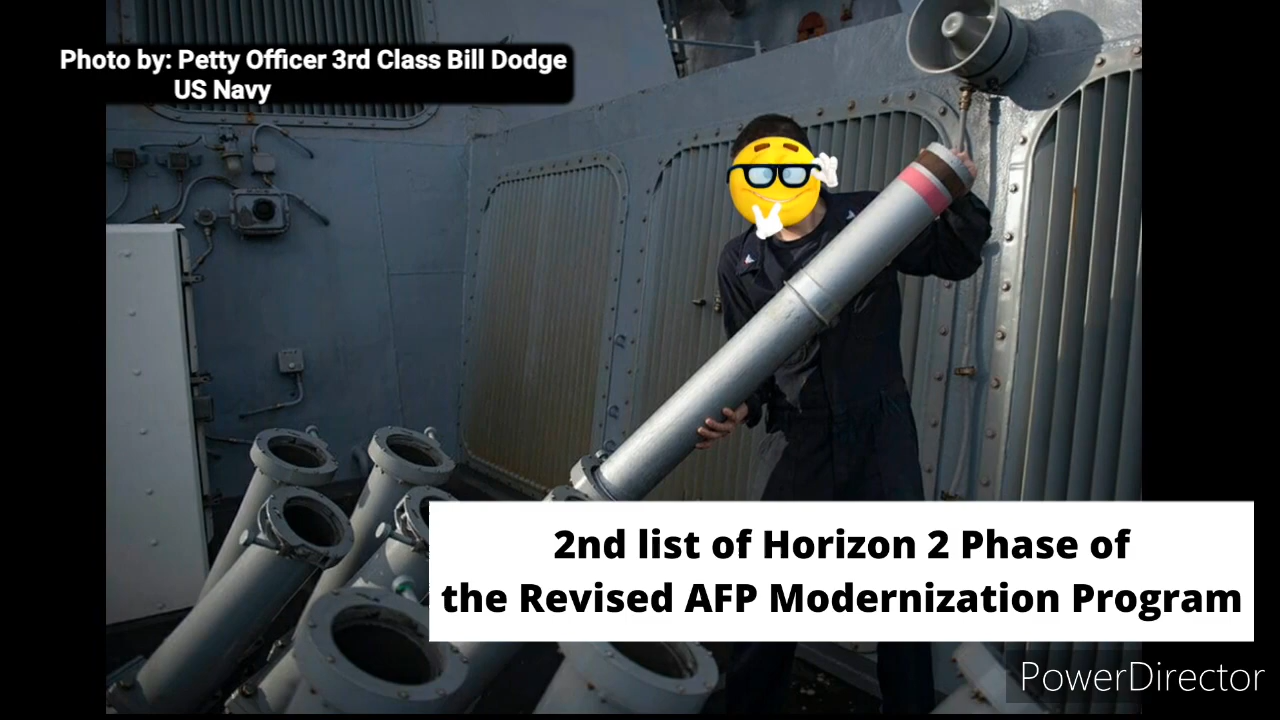 Photo by: Petty Officer 3rd Class Bill Dodge
US Navy
2nd list of Horizon 2 Phase of
the Revised AFP Modernization Program
PowerDirector